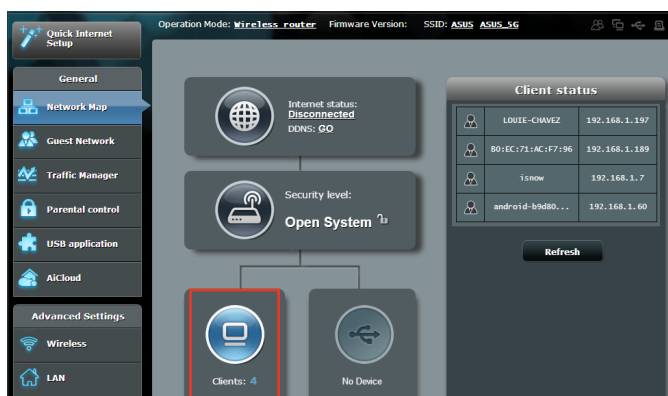 Quick Internet
Setup
Operation Mode: Wireless router Firmware Version: SSID: ASUS ASUS_5G
General
Network Map
Guest Network
Traffic Manager
Parental control
USB application
AiCloud
Advanced Settings
Wireless
LAN
Internet status:
Disconnected
DDNS: GO
Security level:
Open System
Clients: 4
No Device
Client status
LOUIE-CHAVEZ 192.168.1.197
80:EC:71:AC:F7:96 192.168.1.189
isnow 192.168.1.7
android-b9d80... 192.168.1.60
Refresh